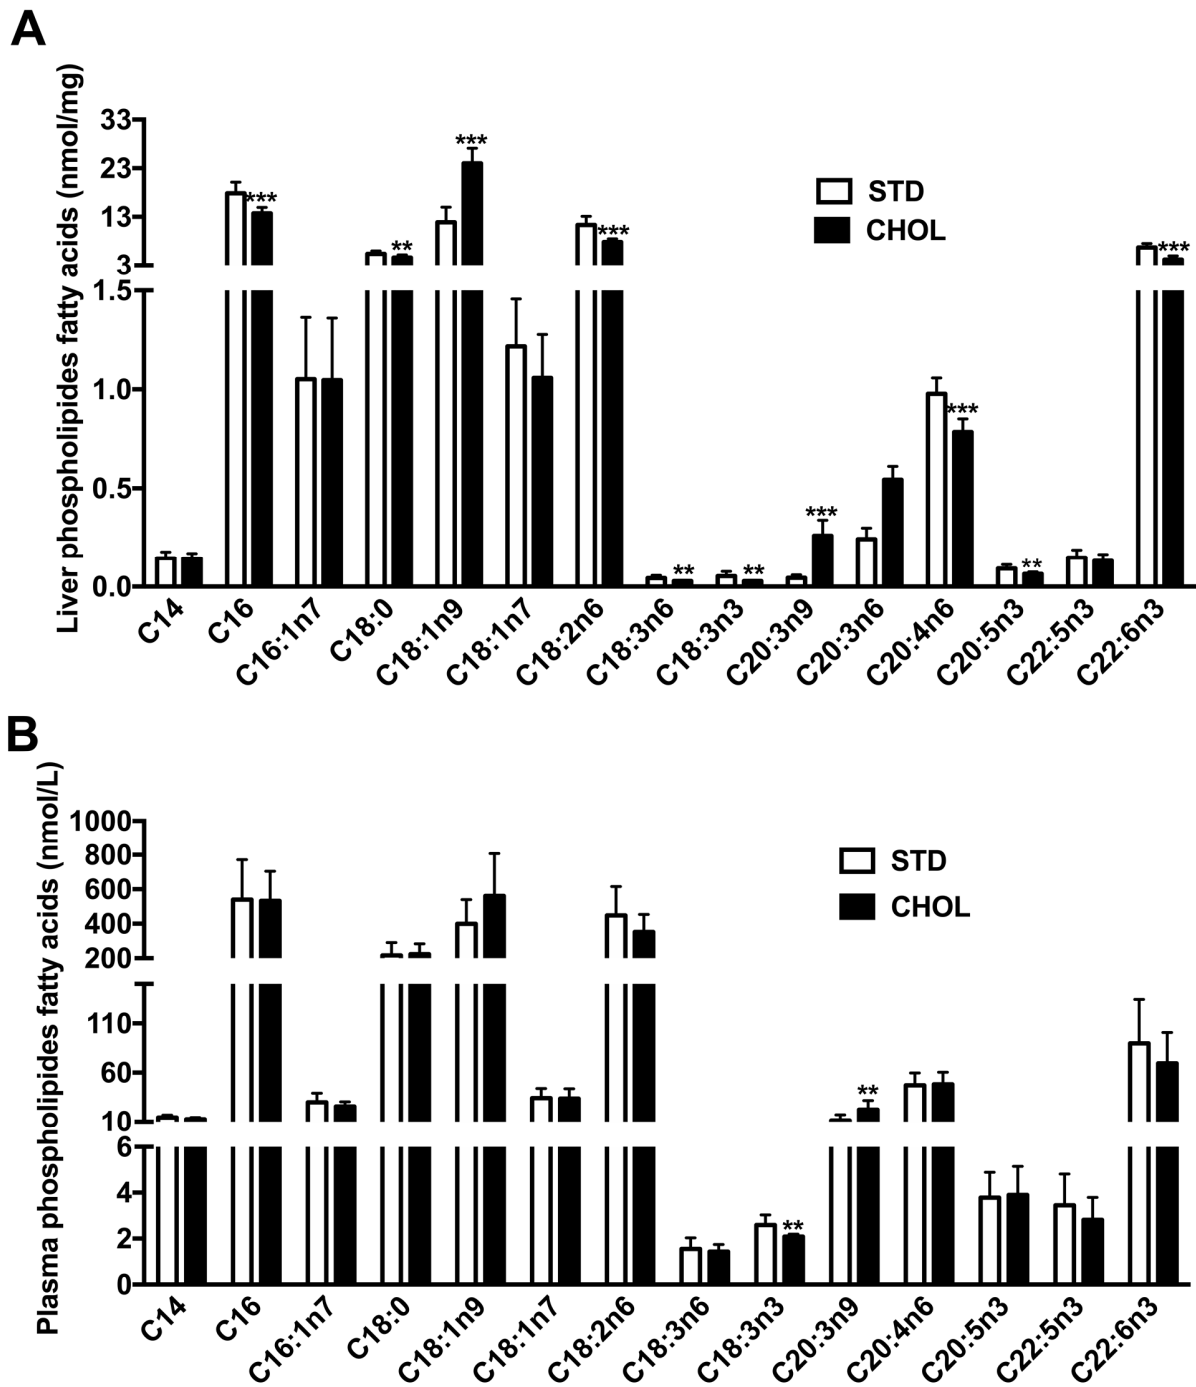 A
Liver phospholipides fatty acids (nmol/mg)
33
23
13
3
1.5
1.0
0.5
0.0
STD
CHOL
***
**
***
***
**
**
***
***
**
***
C14
C16
C16:1n7
C18:0
C18:1n9
C18:1n7
C18:2n6
C18:3n6
C18:3n3
C20:3n9
C20:3n6
C20:4n6
C20:5n3
C22:5n3
C22:6n3
B
Plasma phospholipides fatty acids (nmol/L)
1000
800
600
400
200
110
60
10
6
4
2
0
STD
CHOL
**
**
C14
C16
C16:1n7
C18:0
C18:1n9
C18:1n7
C18:2n6
C18:3n6
C18:3n3
C20:3n9
C20:4n6
C20:5n3
C22:5n3
C22:6n3